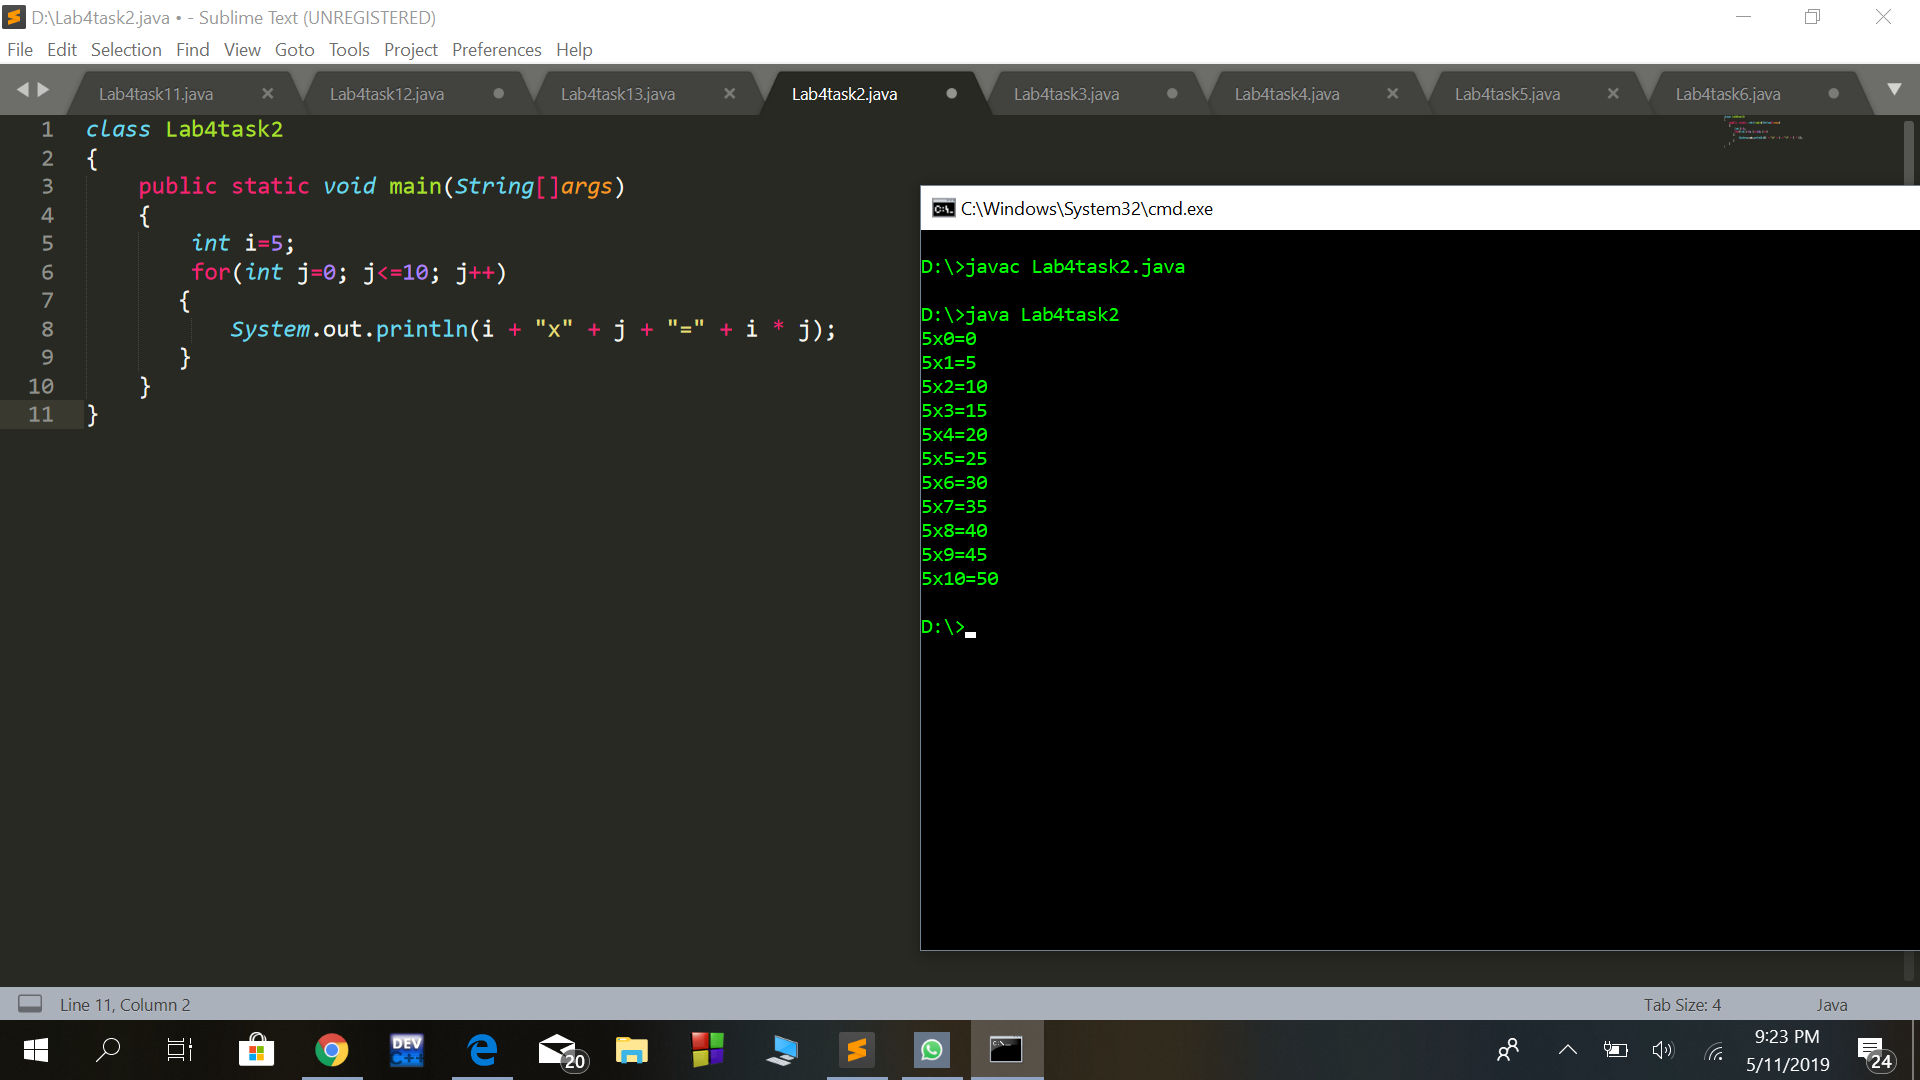 D:\Lab4task2.java • - Sublime Text (UNREGISTERED)
File Edit Selection Find View Goto Tools Project Preferences Help
Lab4task11.java Lab4task12.java Lab4task13.java Lab4task2.java Lab4task3.java Lab4task4.java Lab4task5.java Lab4task6.java
1 class Lab4task2
2 {
3 public static void main(String[]args)
4 {
5 int i=5;
6 for(int j=0; j<=10; j++)
7 {
8 System.out.println(i + "x" + j + "=" + i * j);
9 }
10 }
11 }
C:\Windows\System32\cmd.exe
D:\>javac Lab4task2.java
D:\>java Lab4task2
5x0=0
5x1=5
5x2=10
5x3=15
5x4=20
5x5=25
5x6=30
5x7=35
5x8=40
5x9=45
5x10=50
D:\>
Line 11, Column 2 Tab Size: 4 Java
DEV C++
20
9:23 PM
5/11/2019
24